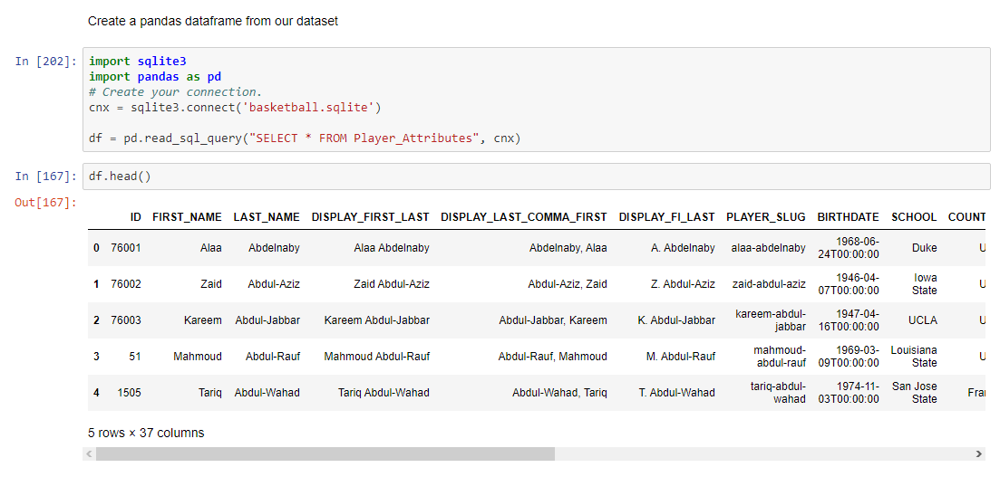 Create a pandas dataframe from our dataset
In [202]: import sqlite3
import pandas as pd
# Create your connection.
cnx = sqlite3.connect('basketball.sqlite')
df = pd.read_sql_query("SELECT * FROM Player_Attributes", cnx)
In [167]: df.head()
Out[167]:
ID FIRST_NAME LAST_NAME DISPLAY_FIRST_LAST DISPLAY_LAST_COMMA_FIRST DISPLAY_FI_LAST PLAYER_SLUG BIRTHDATE SCHOOL COUNT
0 76001 Alaa Abdelnaby Alaa Abdelnaby Abdelnaby, Alaa A. Abdelnaby alaa-abdelnaby 1968-06-24T00:00:00 Duke U
1 76002 Zaid Abdul-Aziz Zaid Abdul-Aziz Abdul-Aziz, Zaid Z. Abdul-Aziz zaid-abdul-aziz 1946-04-07T00:00:00 Iowa State U
2 76003 Kareem Abdul-Jabbar Kareem Abdul-Jabbar Abdul-Jabbar, Kareem K. Abdul-Jabbar kareem-abdul-jabbar 1947-04-16T00:00:00 UCLA U
3 51 Mahmoud Abdul-Rauf Mahmoud Abdul-Rauf Abdul-Rauf, Mahmoud M. Abdul-Rauf mahmoud-abdul-rauf 1969-03-09T00:00:00 Louisiana State U
4 1505 Tariq Abdul-Wahad Tariq Abdul-Wahad Abdul-Wahad, Tariq T. Abdul-Wahad tariq-abdul-wahad 1974-11-03T00:00:00 San Jose State Fra
5 rows × 37 columns